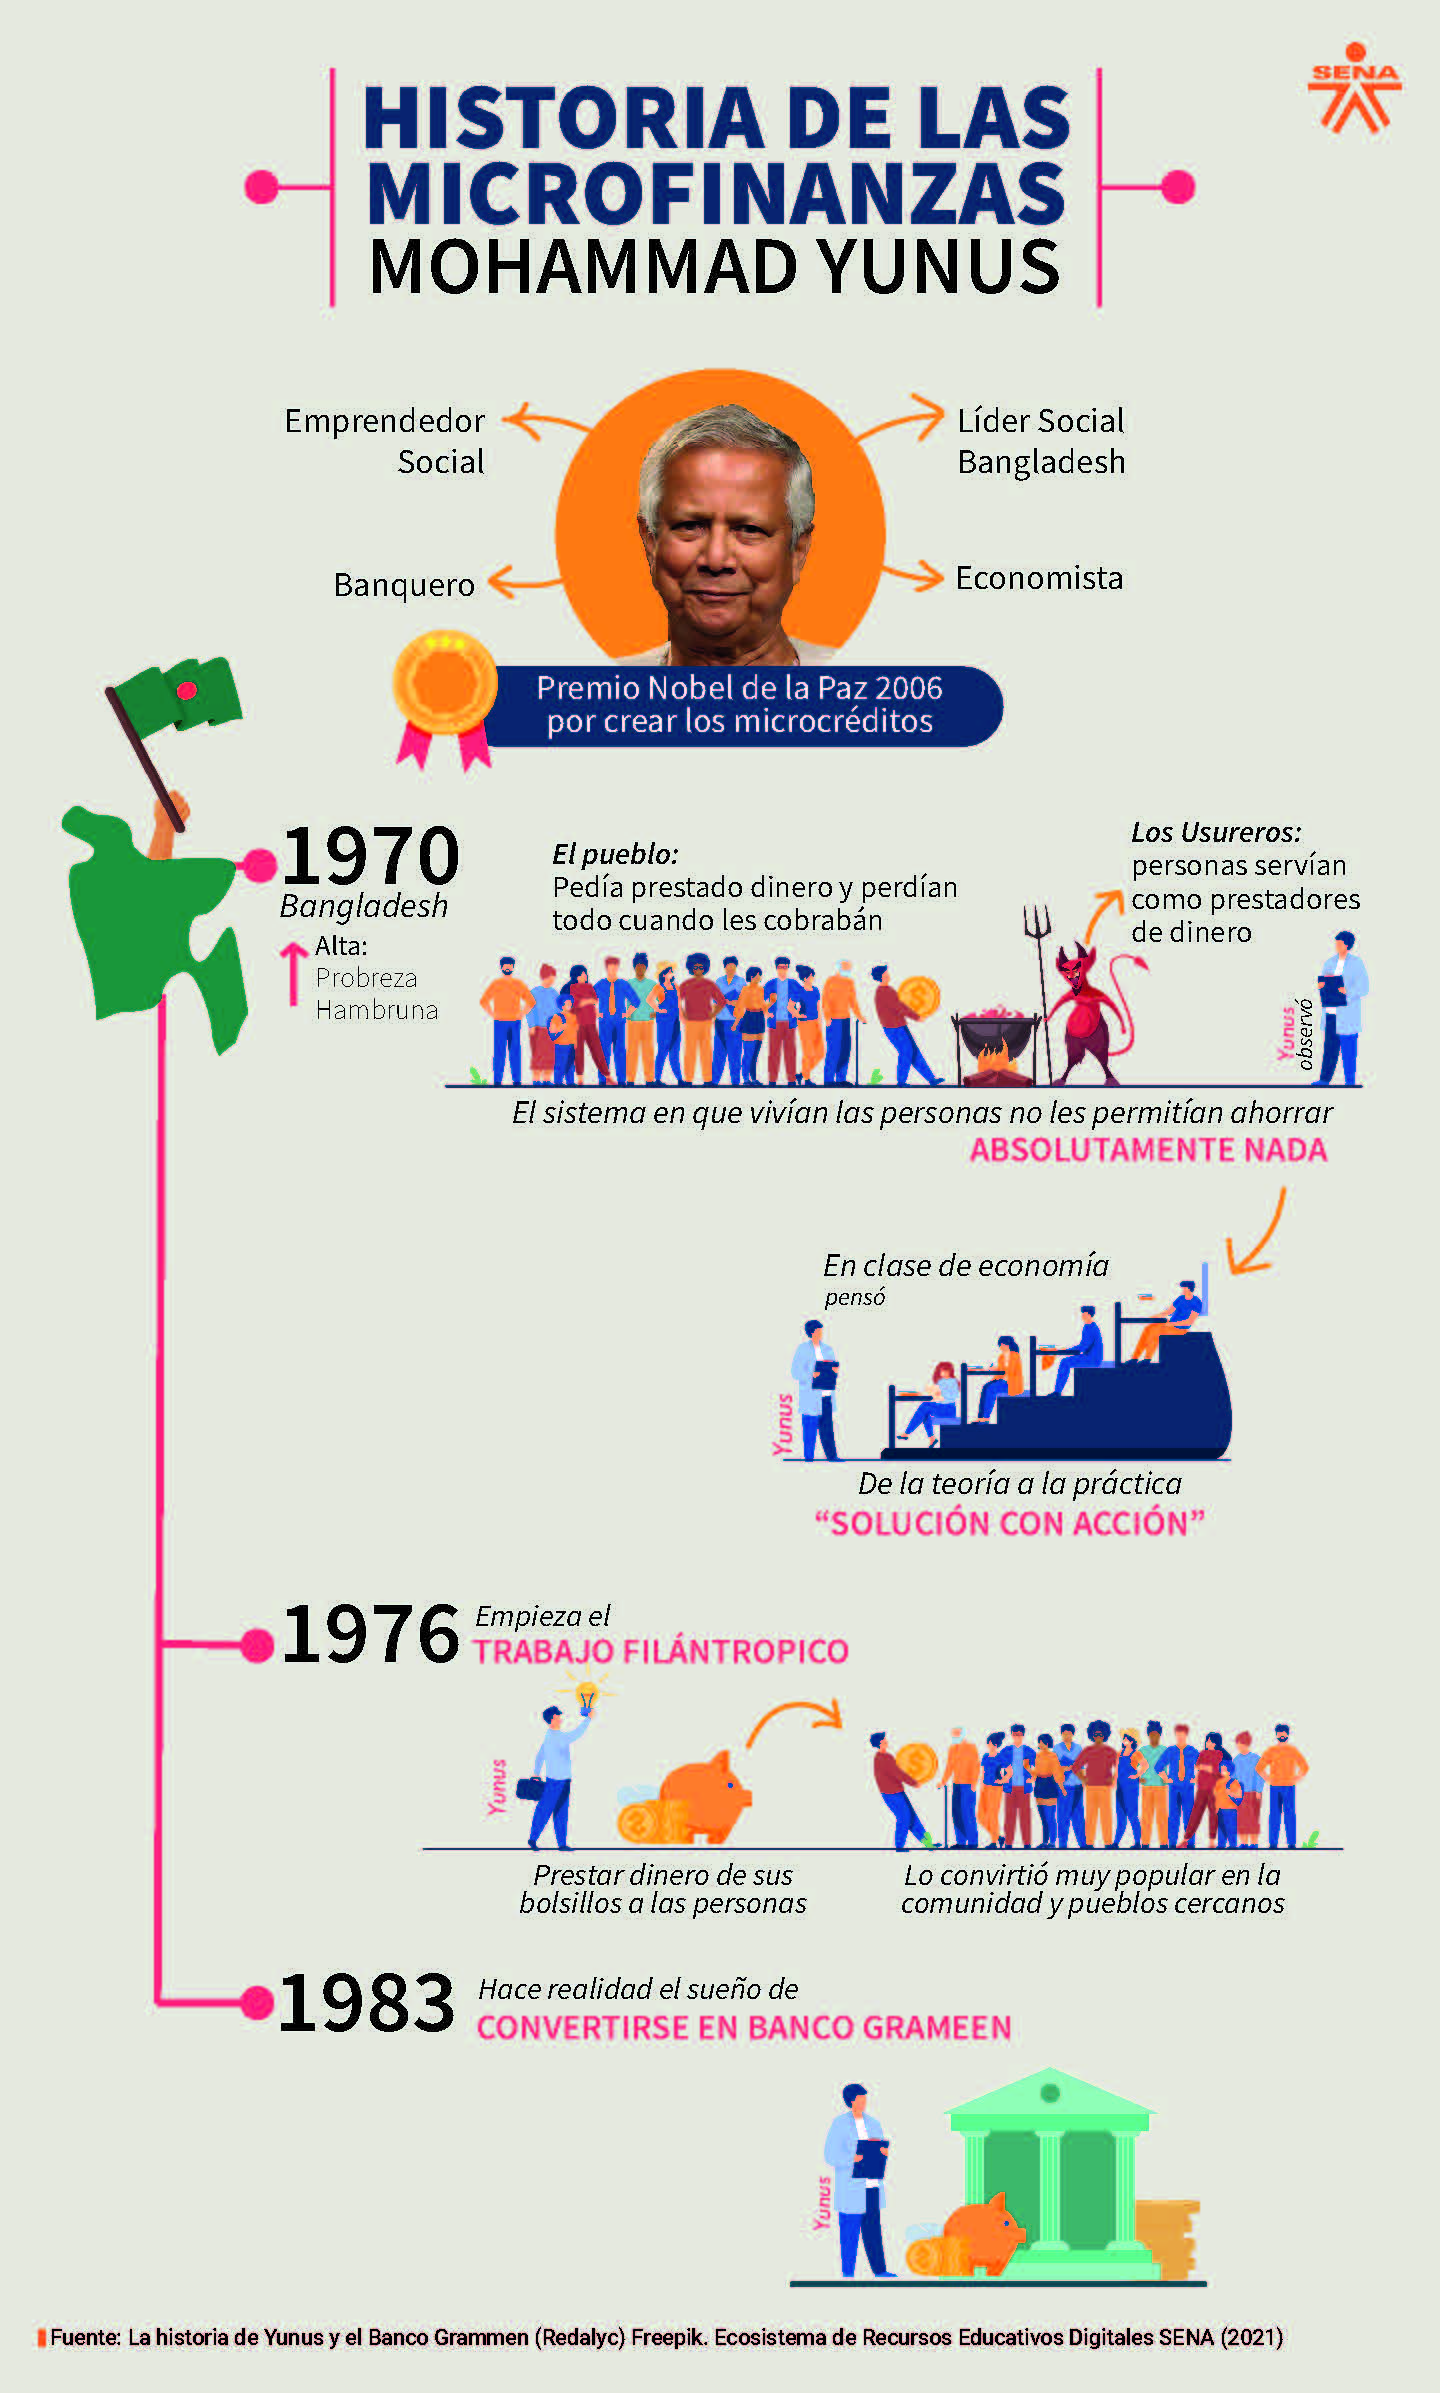 SENA
HISTORIA DE LAS
MICROFINANZAS
MOHAMMAD YUNUS
Emprendedor
Social
Líder Social
Bangladesh
Banquero
Economista
Premio Nobel de la Paz 2006
por crear los microcréditos
1970
Bangladesh
Alta:
Probreza
Hambruna
El pueblo:
Pedía prestado dinero y perdían
todo cuando les cobrabán
Los Usureros:
personas servían
como prestadores
de dinero
Yunus
observó
El sistema en que vivían las personas no les permitían ahorrar
ABSOLUTAMENTE NADA
En clase de economía
pensó
Yunus
De la teoría a la práctica
“SOLUCIÓN CON ACCIÓN”
1976
Empieza el
TRABAJO FILÁNTROPICO
Yunus
Prestar dinero de sus
bolsillos a las personas
Lo convirtió muy popular en la
comunidad y pueblos cercanos
1983
Hace realidad el sueño de
CONVERTIRSE EN BANCO GRAMEEN
Yunus
Fuente: La historia de Yunus y el Banco Grammen (Redalyc) Freepik. Ecosistema de Recursos Educativos Digitales SENA (2021)